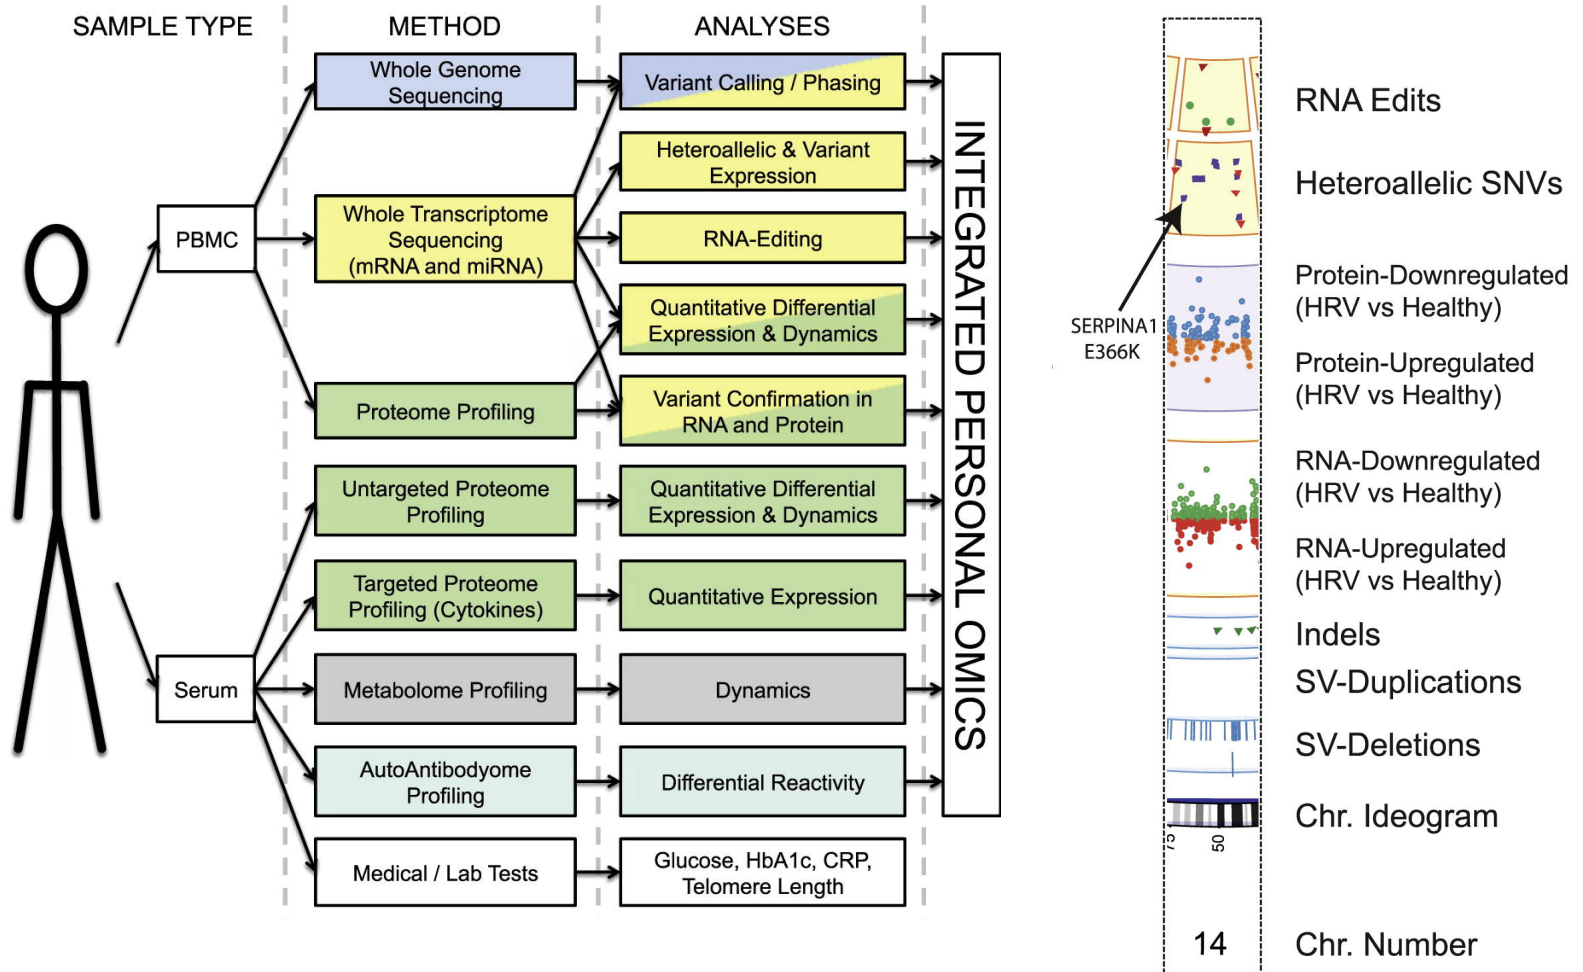 SAMPLE TYPE
METHOD
ANALYSES
Whole Genome
Sequencing
Variant Calling / Phasing
Heteroallelic & Variant
Expression
PBMC
Whole Transcriptome
Sequencing
(mRNA and miRNA)
RNA-Editing
Quantitative Differential
Expression & Dynamics
Proteome Profiling
Variant Confirmation in
RNA and Protein
Untargeted Proteome
Profiling
Quantitative Differential
Expression & Dynamics
Targeted Proteome
Profiling (Cytokines)
Quantitative Expression
Serum
Metabolome Profiling
Dynamics
AutoAntibodyome
Profiling
Differential Reactivity
Medical / Lab Tests
Glucose, HbA1c, CRP,
Telomere Length
INTEGRATED PERSONAL OMICS
RNA Edits
Heteroallelic SNVs
SERPINA1
E366K
Protein-Downregulated
(HRV vs Healthy)
Protein-Upregulated
(HRV vs Healthy)
RNA-Downregulated
(HRV vs Healthy)
RNA-Upregulated
(HRV vs Healthy)
Indels
SV-Duplications
SV-Deletions
Chr. Ideogram
75
50
14
Chr. Number